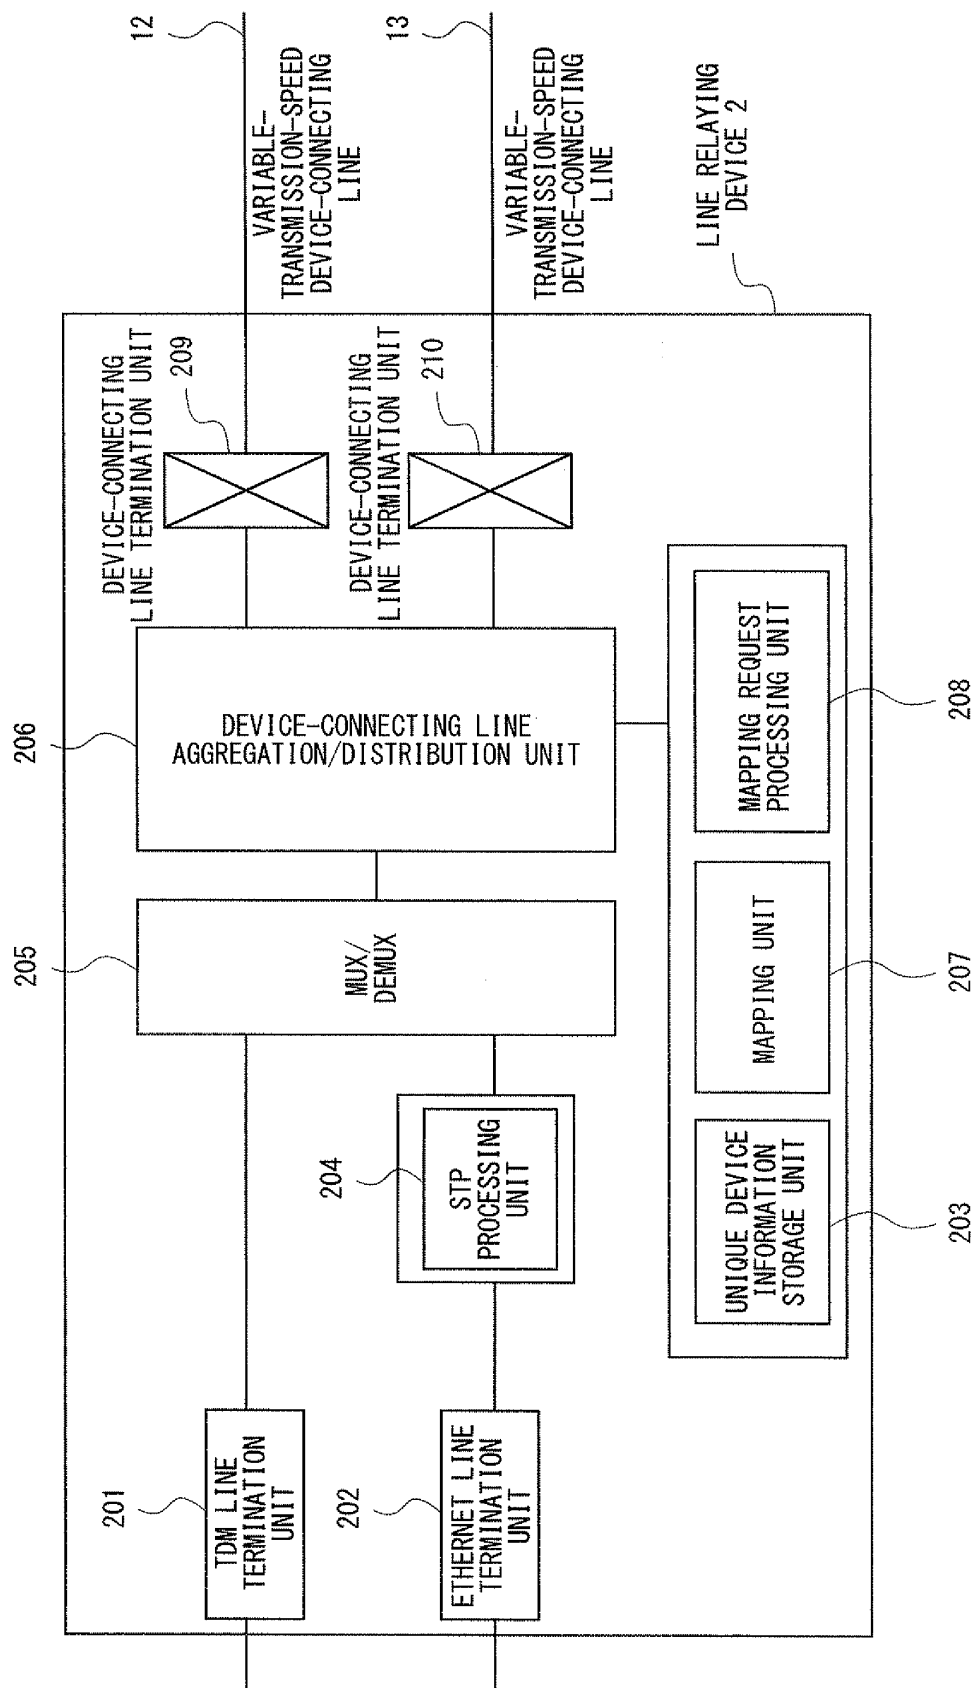 12
VARIABLE-
TRANSMISSION-SPEED
DEVICE-CONNECTING
LINE
13
VARIABLE-
TRANSMISSION-SPEED
DEVICE-CONNECTING
LINE
LINE RELAYING
DEVICE 2
DEVICE-CONNECTING
LINE TERMINATION UNIT
209
DEVICE-CONNECTING
LINE TERMINATION UNIT
210
206
DEVICE-CONNECTING LINE
AGGREGATION/DISTRIBUTION UNIT
205
MUX/
DEMUX
204
STP
PROCESSING
UNIT
201
TDM LINE
TERMINATION
UNIT
202
ETHERNET LINE
TERMINATION
UNIT
MAPPING REQUEST
PROCESSING UNIT
208
MAPPING UNIT
207
UNIQUE DEVICE
INFORMATION
STORAGE UNIT
203